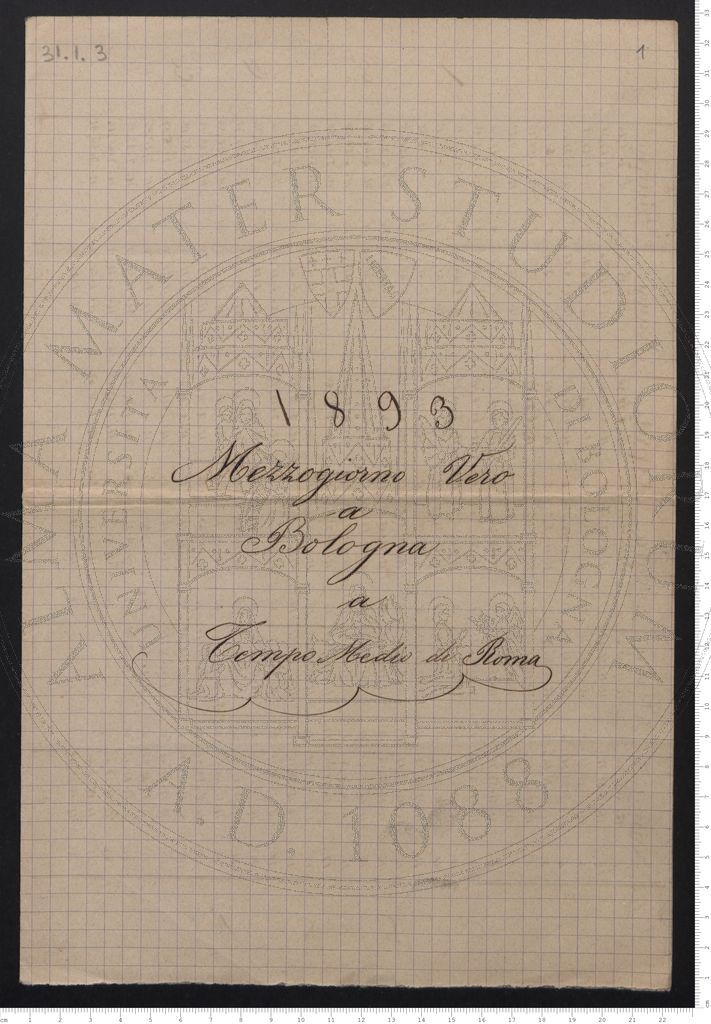 31.1.3
1
1893
Mezzogiorno Vero
a
Bologna
a
Tempo Medio di Roma
ALMA MATER STUDIORUM
UNIVERSITÀ DI BOLOGNA
A.D. 1088